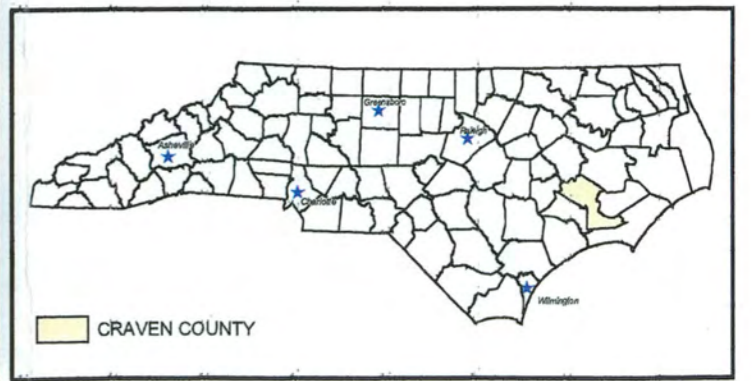 Greensboro
Raleigh
Asheville
Charlotte
Wilmington
CRAVEN COUNTY